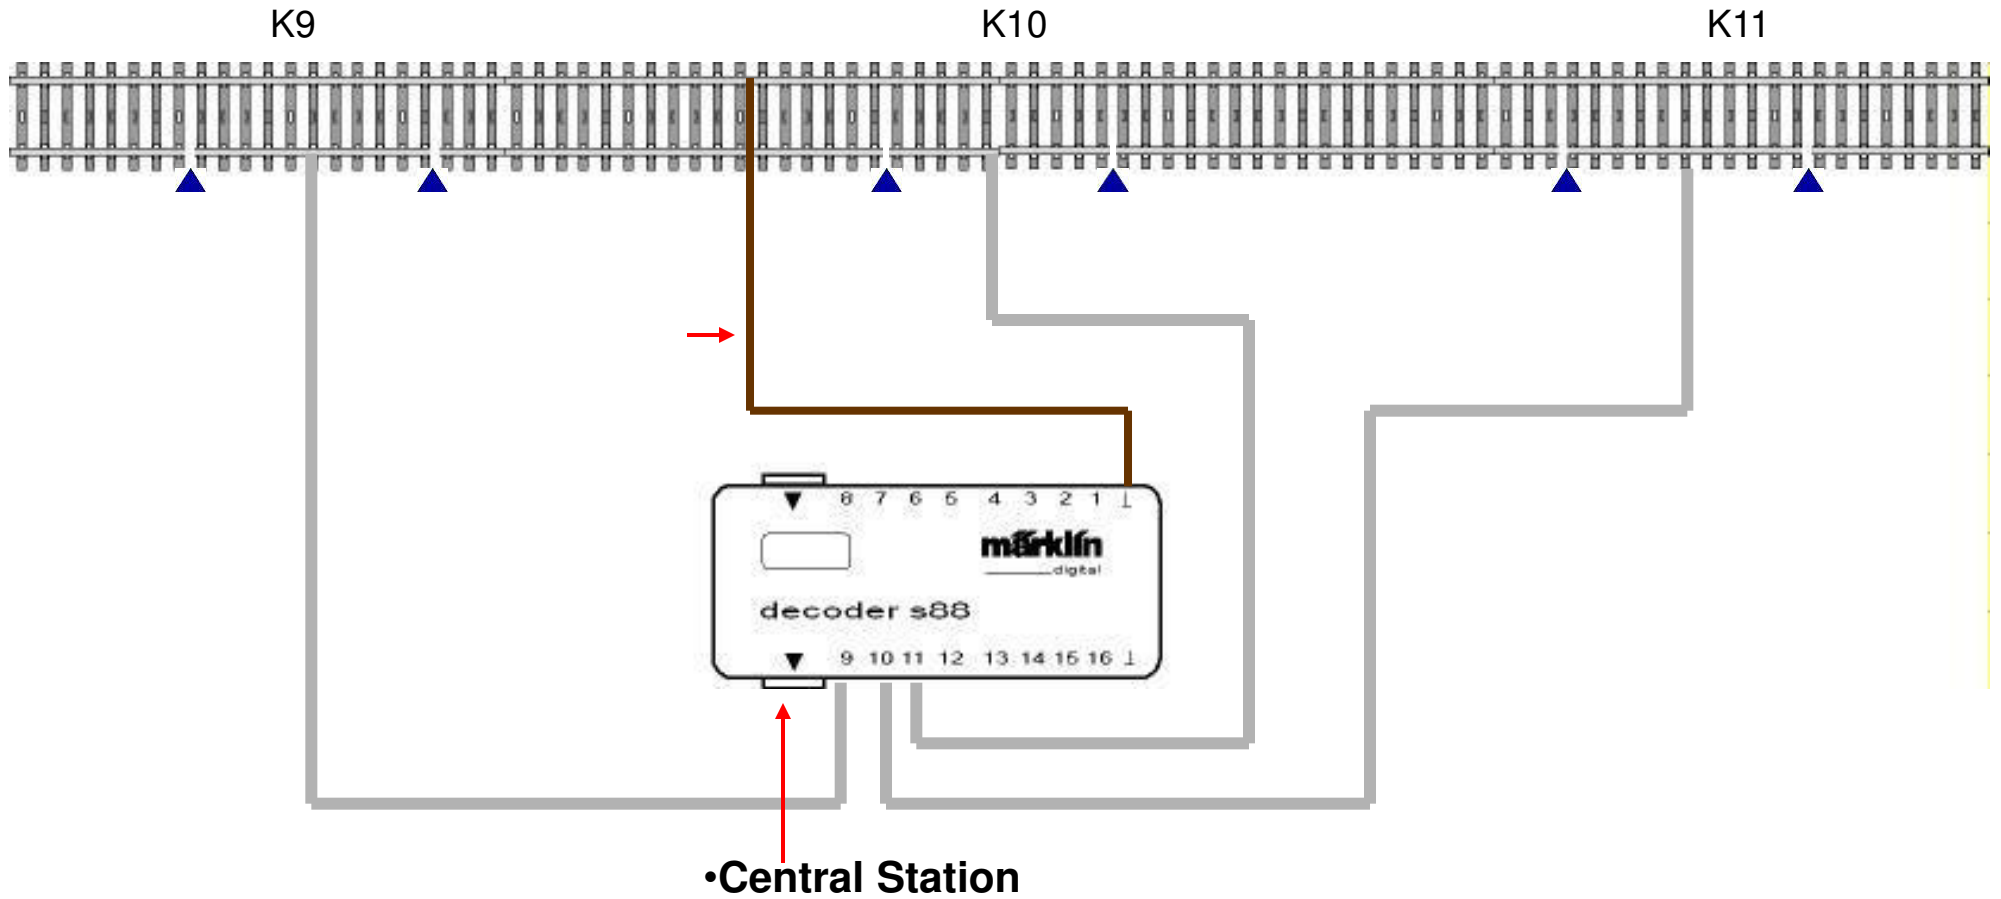 K9 K10 K11
8 7 6 5 4 3 2 1 ⊥
märklin
digital
decoder s88
9 10 11 12 13 14 15 16 ⊥
•Central Station